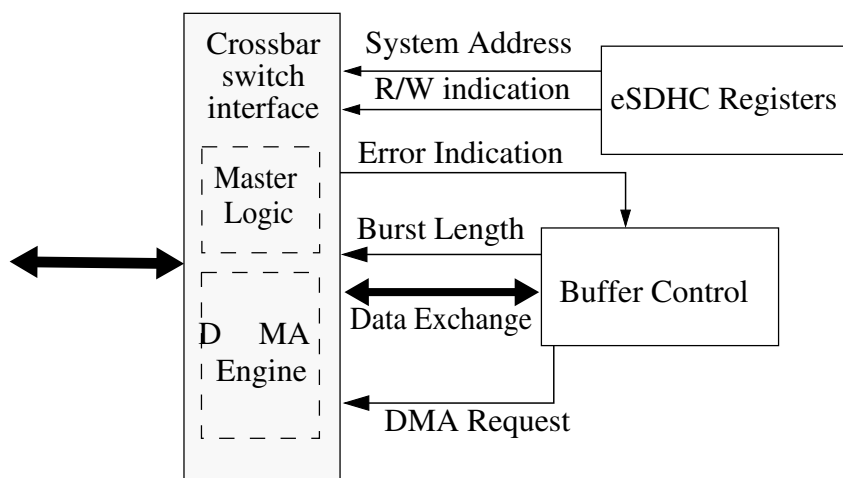 Crossbar
switch
interface
System Address
R/W indication
eSDHC Registers
Error Indication
Master
Logic
Burst Length
Buffer Control
Data Exchange
D MA
Engine
DMA Request